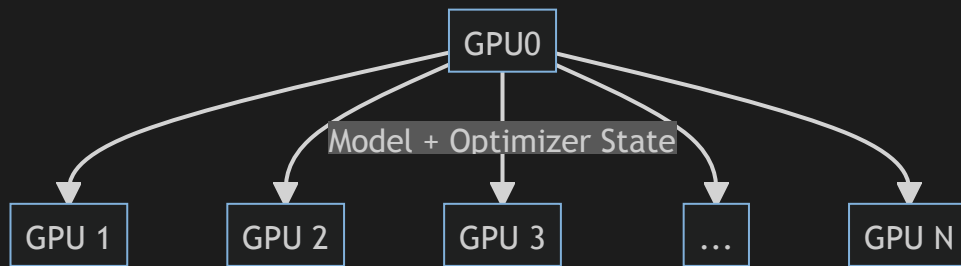 GPU0
Model + Optimizer State
GPU 1
GPU 2
GPU 3
...
GPU N